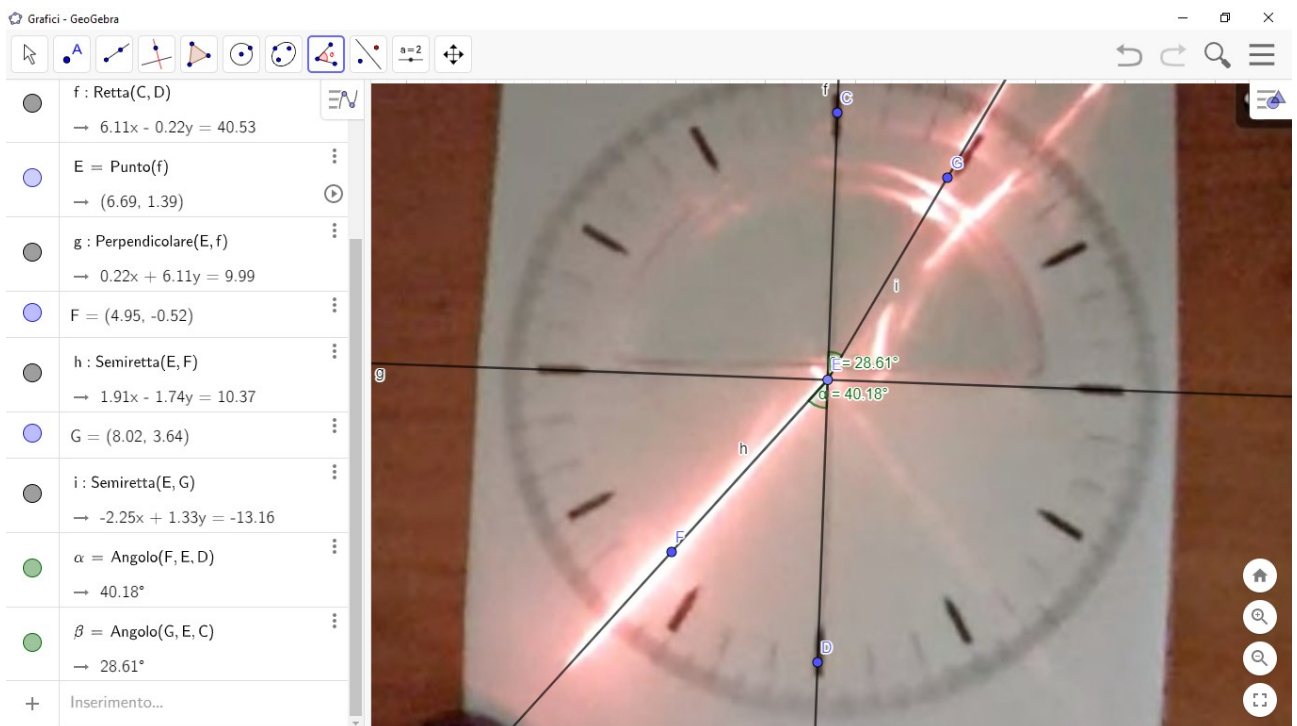 Grafici - GeoGebra
A
a=2
f : Retta(C, D)
→ 6.11x - 0.22y = 40.53
E = Punto(f)
→ (6.69, 1.39)
g : Perpendicolare(E, f)
→ 0.22x + 6.11y = 9.99
F = (4.95, -0.52)
h : Semiretta(E, F)
→ 1.91x - 1.74y = 10.37
G = (8.02, 3.64)
i : Semiretta(E, G)
→ -2.25x + 1.33y = -13.16
α = Angolo(F, E, D)
→ 40.18°
β = Angolo(G, E, C)
→ 28.61°
+ Inserimento...
f
C
G
i
E
= 28.61°
g
α = 40.18°
h
F
D